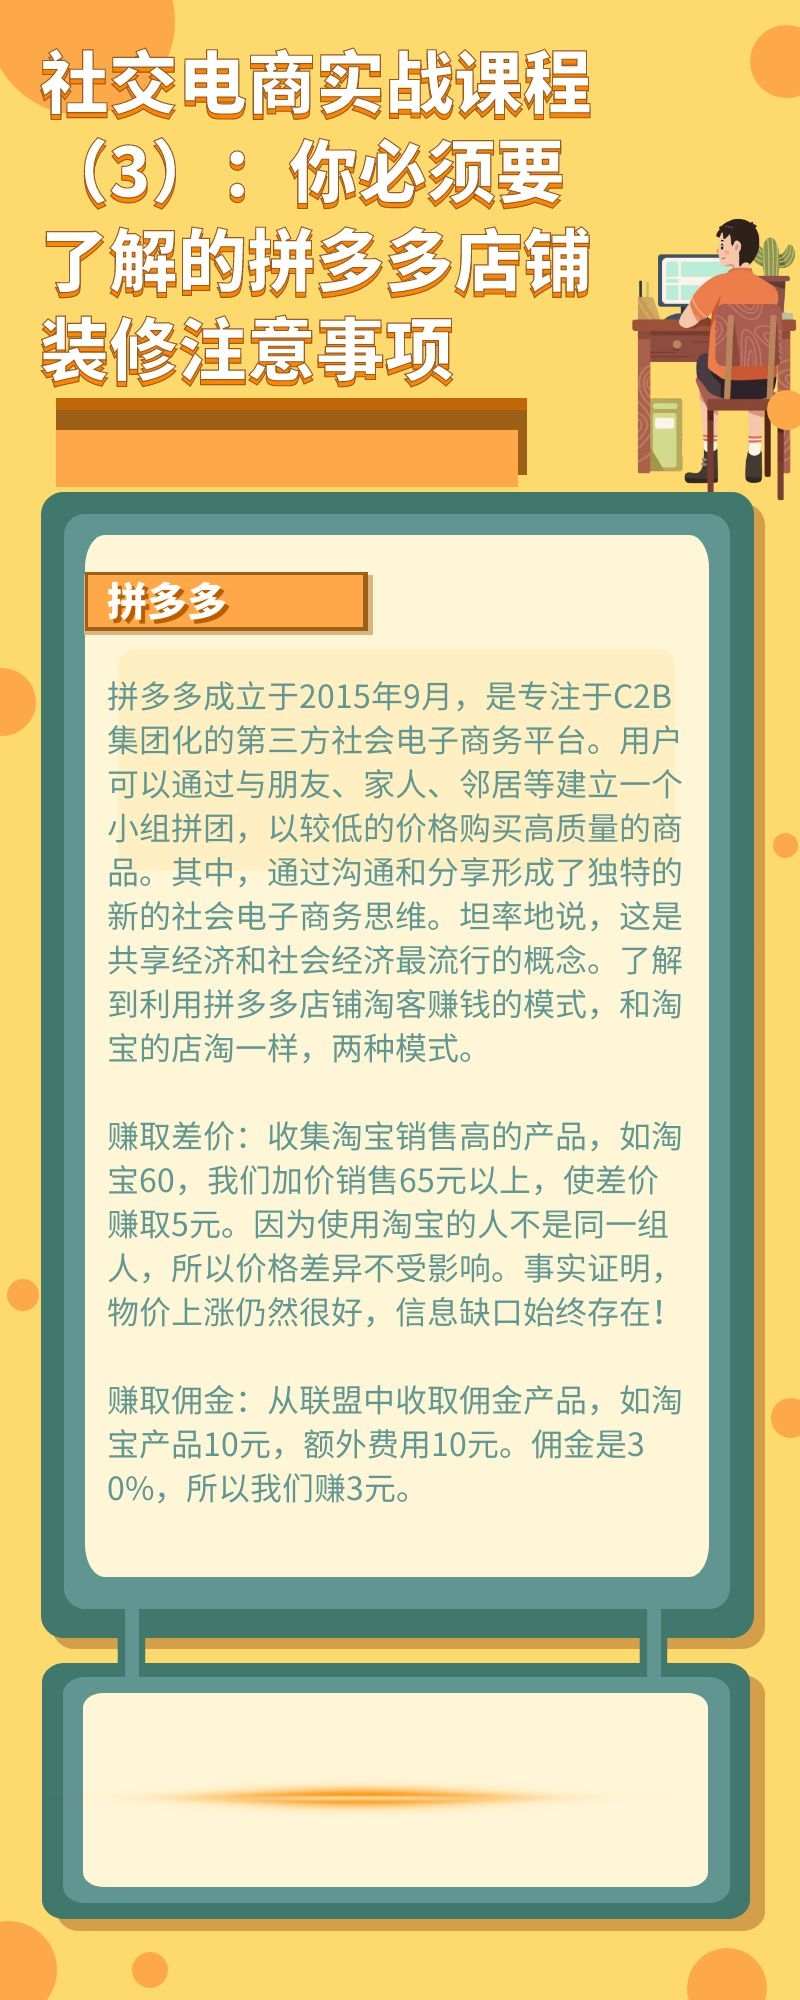 社交电商实战课程
（3）：你必须要
了解的拼多多店铺
装修注意事项
拼多多
拼多多成立于2015年9月，是专注于C2B
集团化的第三方社会电子商务平台。用户
可以通过与朋友、家人、邻居等建立一个
小组拼团，以较低的价格购买高质量的商
品。其中，通过沟通和分享形成了独特的
新的社会电子商务思维。坦率地说，这是
共享经济和社会经济最流行的概念。了解
到利用拼多多店铺淘客赚钱的模式，和淘
宝的店淘一样，两种模式。
赚取差价：收集淘宝销售高的产品，如淘
宝60，我们加价销售65元以上，使差价
赚取5元。因为使用淘宝的人不是同一组
人，所以价格差异不受影响。事实证明，
物价上涨仍然很好，信息缺口始终存在！
赚取佣金：从联盟中收取佣金产品，如淘
宝产品10元，额外费用10元。佣金是3
0%，所以我们赚3元。